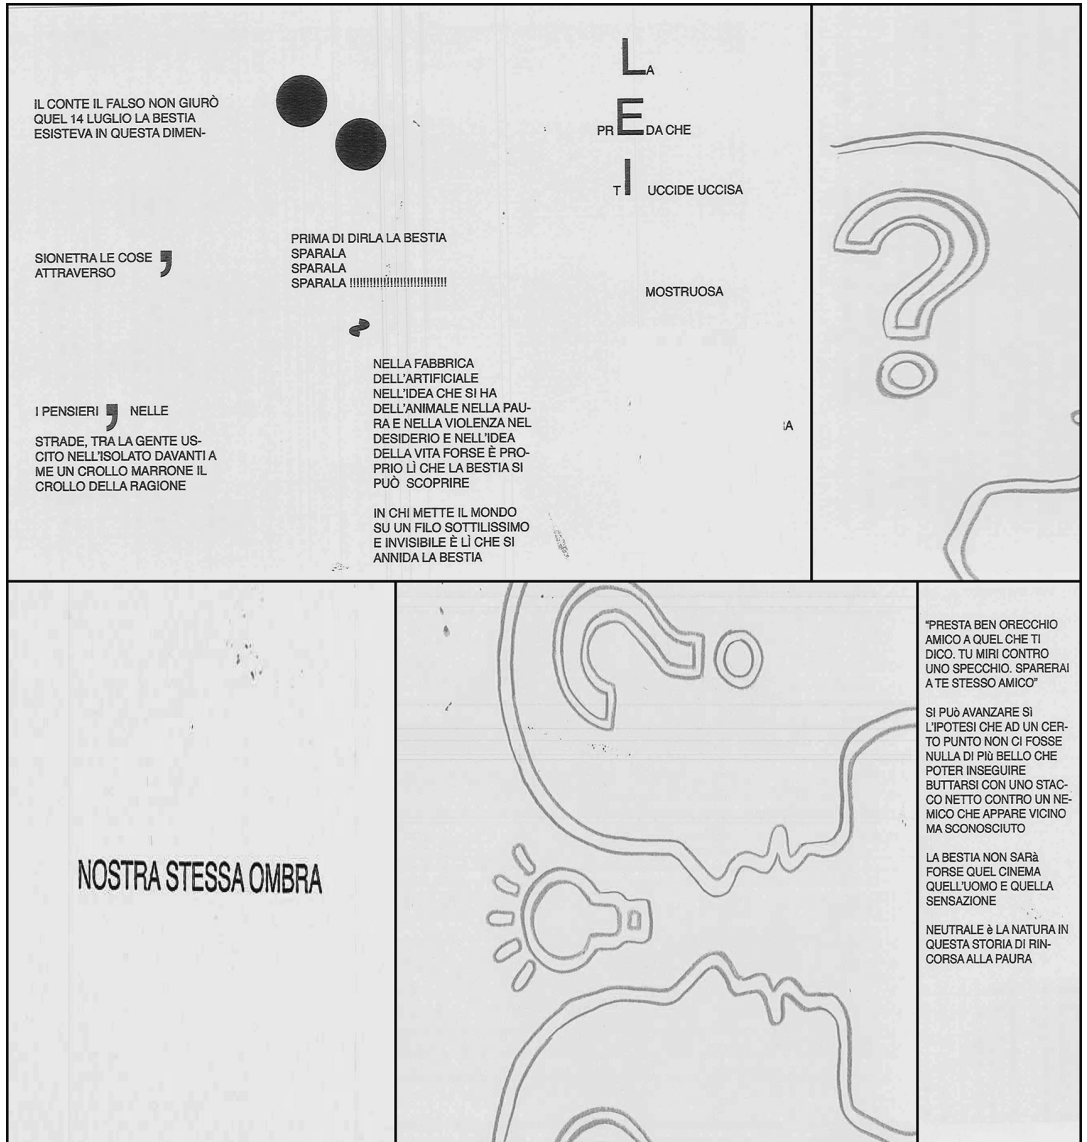 IL CONTE IL FALSO NON GIURÒ
QUEL 14 LUGLIO LA BESTIA
ESISTEVA IN QUESTA DIMEN-
SIONETRA LE COSE ,
ATTRAVERSO
I PENSIERI , NELLE
STRADE, TRA LA GENTE US-
CITO NELL'ISOLATO DAVANTI A
ME UN CROLLO MARRONE IL
CROLLO DELLA RAGIONE
PRIMA DI DIRLA LA BESTIA
SPARALA
SPARALA
SPARALA !!!!!!!!!!!!!!!!!!!!!!!!!!!!!!
NELLA FABBRICA
DELL'ARTIFICIALE
NELL'IDEA CHE SI HA
DELL'ANIMALE NELLA PAU-
RA E NELLA VIOLENZA NEL
DESIDERIO E NELL'IDEA
DELLA VITA FORSE È PRO-
PRIO LÌ CHE LA BESTIA SI
PUÒ SCOPRIRE
IN CHI METTE IL MONDO
SU UN FILO SOTTILISSIMO
E INVISIBILE È LÌ CHE SI
ANNIDA LA BESTIA
LA
PREDA CHE
TI UCCIDE UCCISA
MOSTRUOSA
A
?
NOSTRA STESSA OMBRA
?
"PRESTA BEN ORECCHIO
AMICO A QUEL CHE TI
DICO. TU MIRI CONTRO
UNO SPECCHIO. SPARERAI
A TE STESSO AMICO"
SI PUò AVANZARE Sì
L'IPOTESI CHE AD UN CER-
TO PUNTO NON CI FOSSE
NULLA DI PIù BELLO CHE
POTER INSEGUIRE
BUTTARSI CON UNO STAC-
CO NETTO CONTRO UN NE-
MICO CHE APPARE VICINO
MA SCONOSCIUTO
LA BESTIA NON SARà
FORSE QUEL CINEMA
QUELL'UOMO E QUELLA
SENSAZIONE
NEUTRALE è LA NATURA IN
QUESTA STORIA DI RIN-
CORSA ALLA PAURA